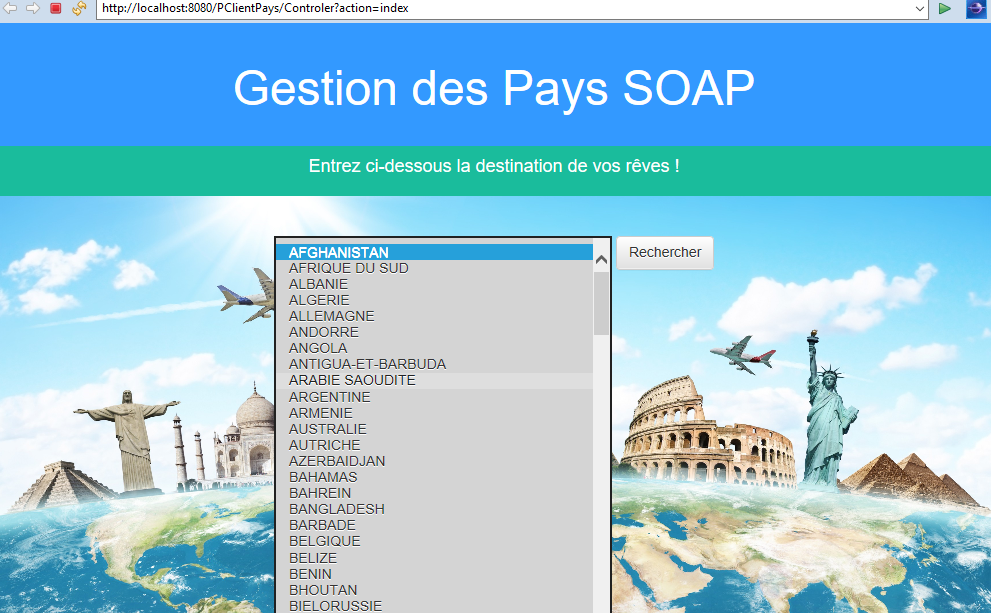 http://localhost:8080/PClientPays/Controler?action=index
Gestion des Pays SOAP
Entrez ci-dessous la destination de vos rêves !
Rechercher
AFGHANISTAN
AFRIQUE DU SUD
ALBANIE
ALGERIE
ALLEMAGNE
ANDORRE
ANGOLA
ANTIGUA-ET-BARBUDA
ARABIE SAOUDITE
ARGENTINE
ARMENIE
AUSTRALIE
AUTRICHE
AZERBAIDJAN
BAHAMAS
BAHREIN
BANGLADESH
BARBADE
BELGIQUE
BELIZE
BENIN
BHOUTAN
BIELORUSSIE